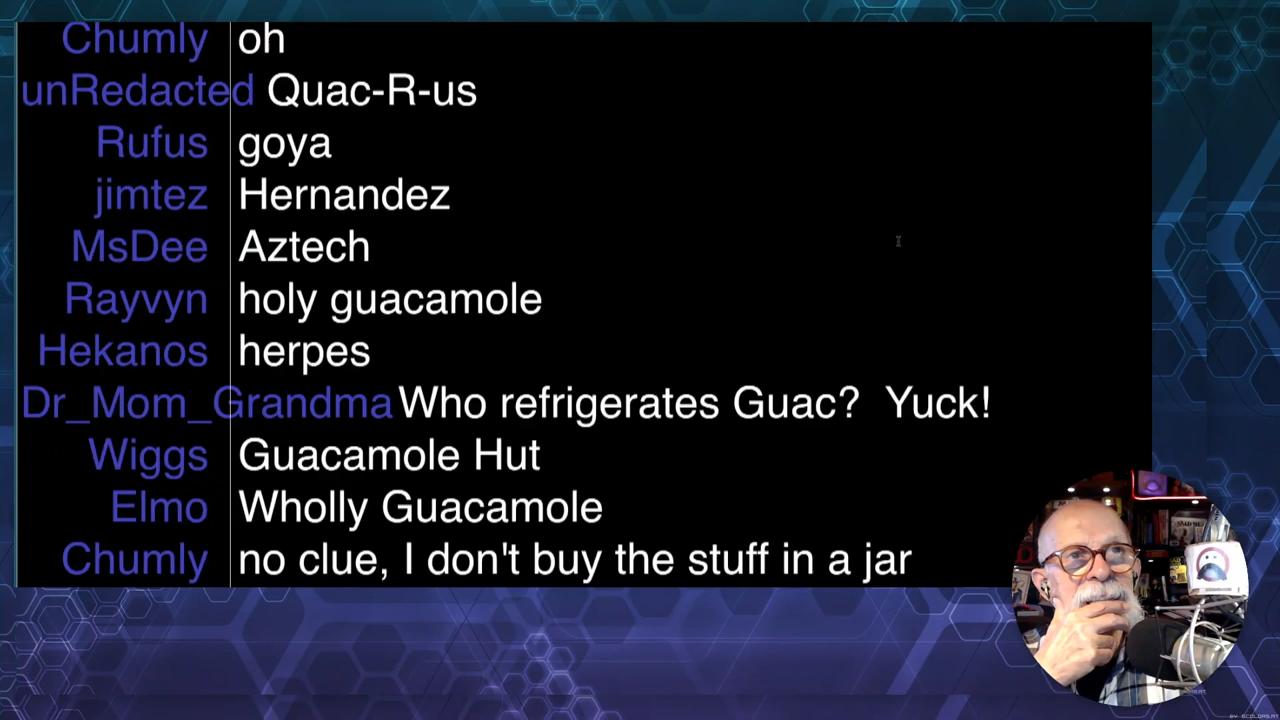 Chumly oh
unRedacted Quac-R-us
Rufus goya
jimtez Hernandez
MsDee Aztech
Rayvyn holy guacamole
Hekanos herpes
Dr_Mom_Grandma Who refrigerates Guac? Yuck!
Wiggs Guacamole Hut
Elmo Wholly Guacamole
Chumly no clue, I don't buy the stuff in a jar